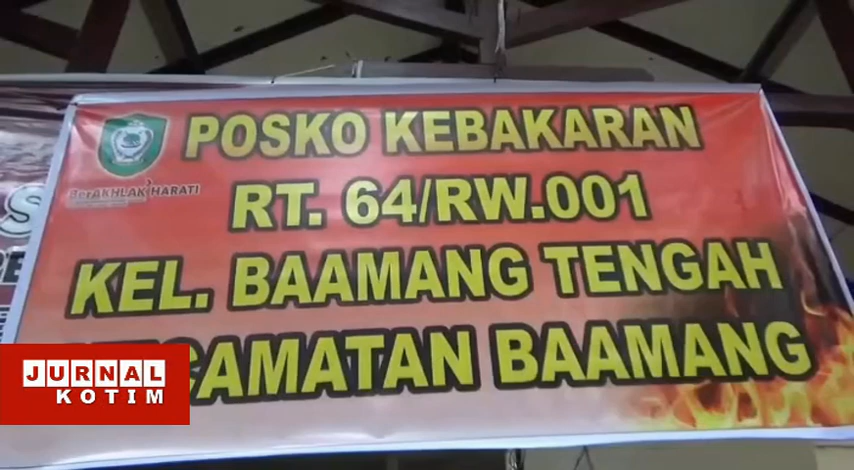 POSKO KEBAKARAN
BerAKHLAK HARATI
RT. 64/RW.001
KEL. BAAMANG TENGAH
CAMATAN BAAMANG
JURNAL
KOTIM